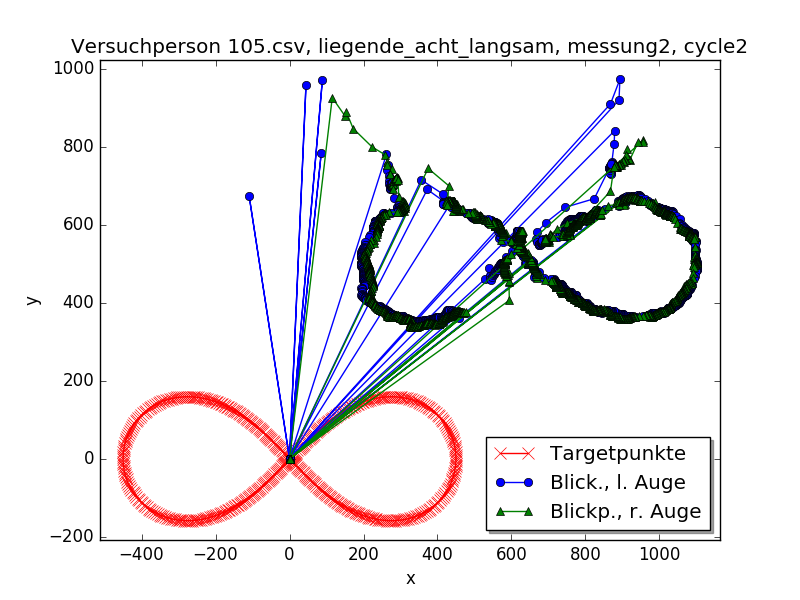 Versuchperson 105.csv, liegende_acht_langsam, messung2, cycle2
1000
800
600
400
200
0
−200
y
−400
−200
0
200
400
600
800
1000
x
Targetpunkte
Blick., l. Auge
Blickp., r. Auge